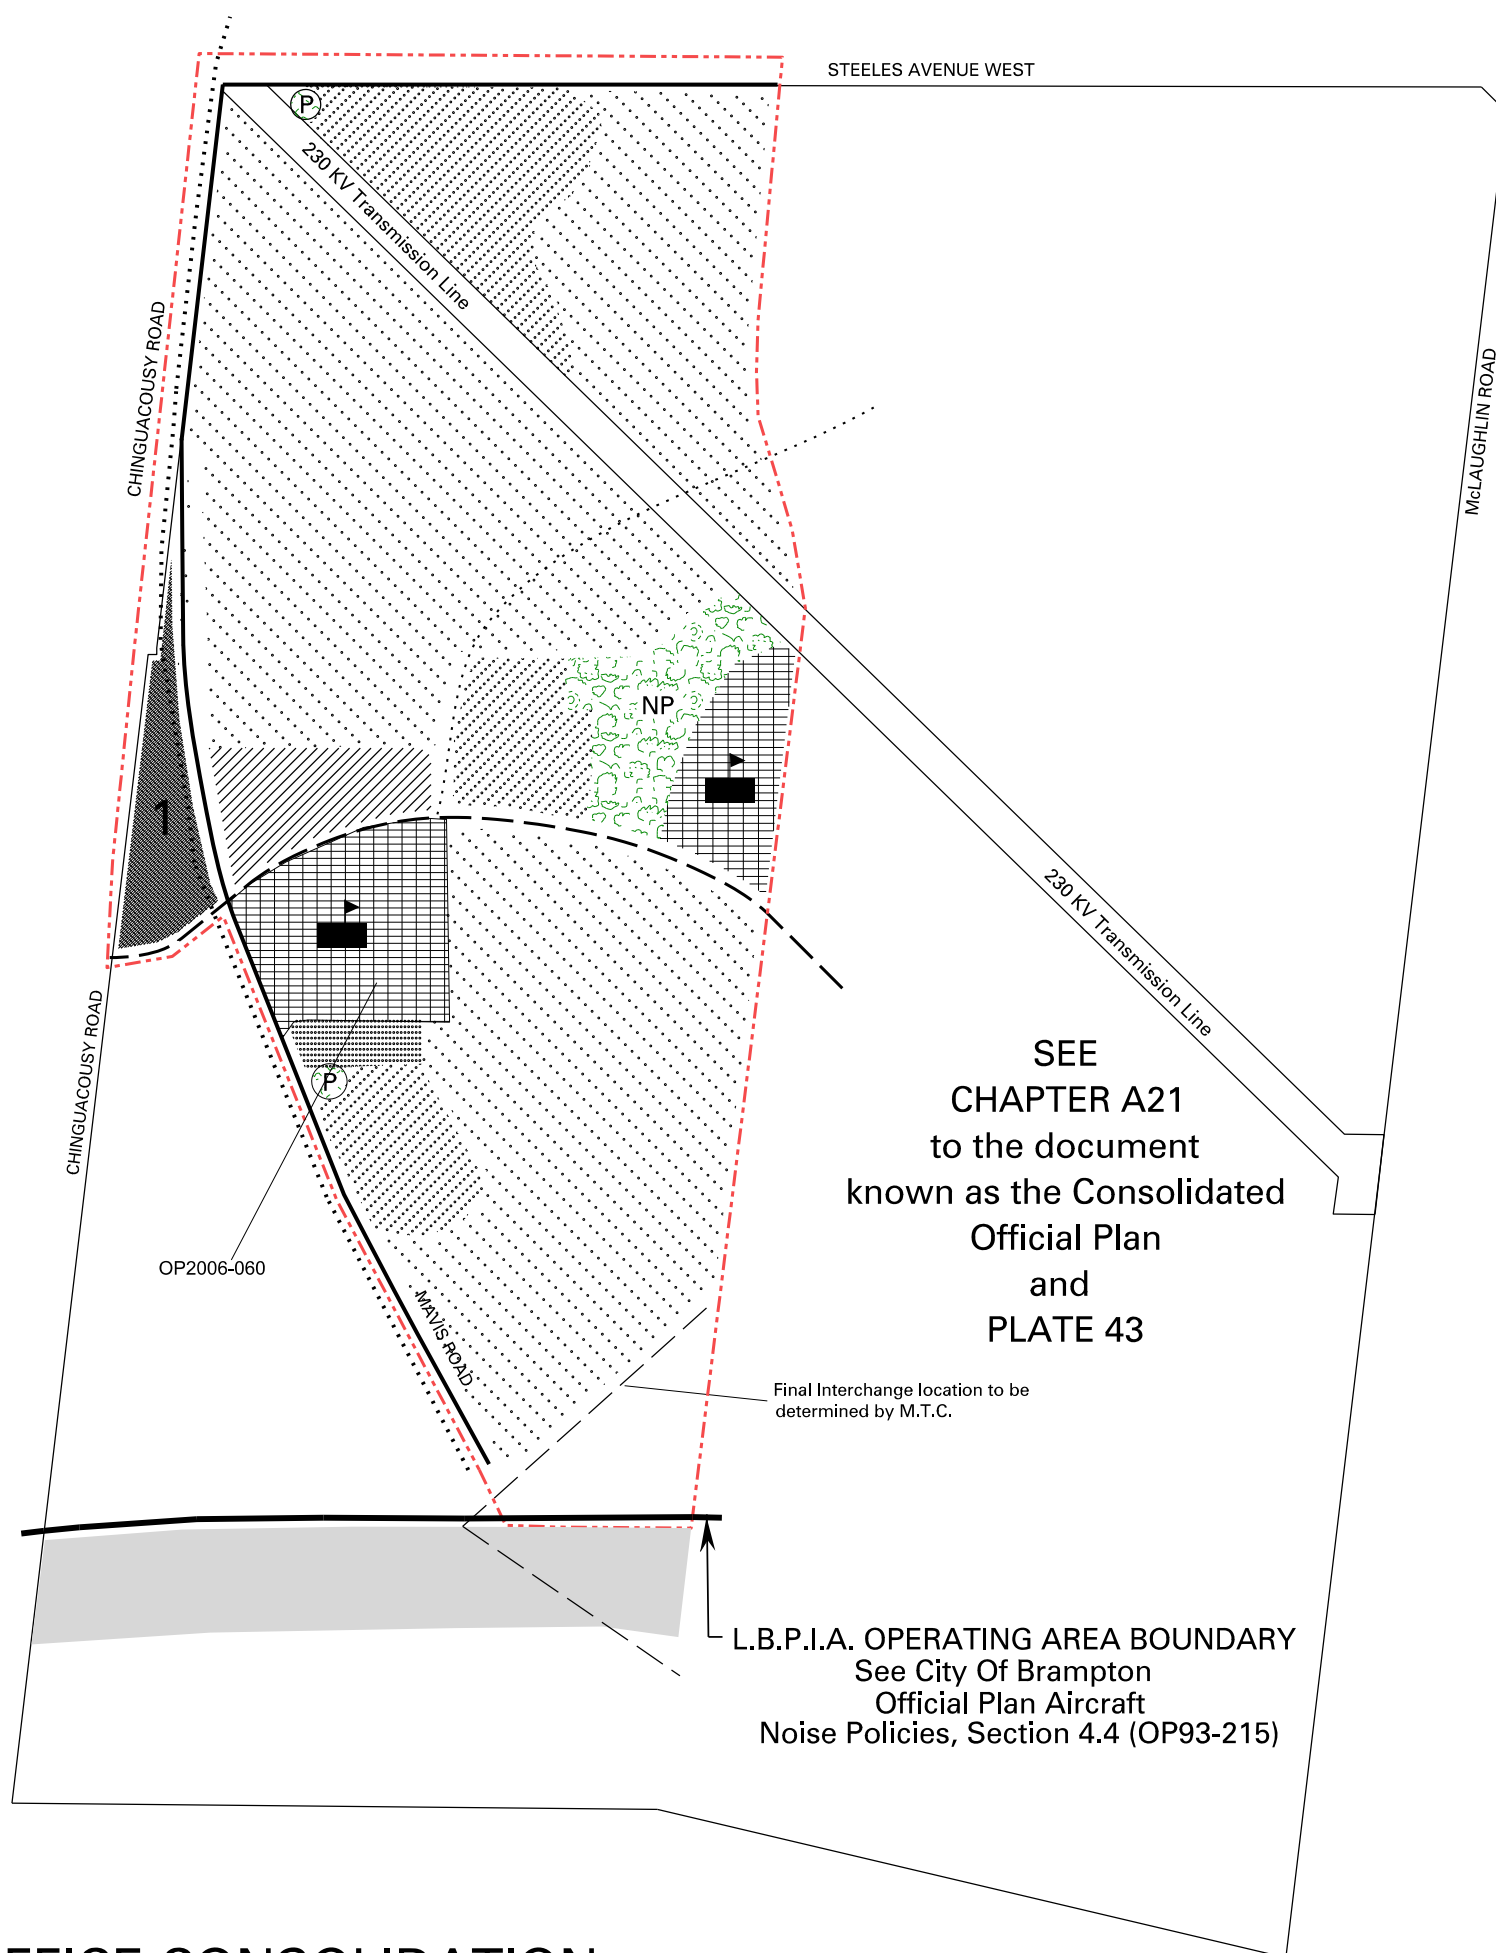 STEELES AVENUE WEST
P
230 KV Transmission Line
CHINGUACOUSY ROAD
McLAUGHLIN ROAD
NP
1
230 KV Transmission Line
CHINGUACOUSY ROAD
P
SEE
CHAPTER A21
to the document
known as the Consolidated
Official Plan
and
PLATE 43
OP2006-060
MAVIS ROAD
Final Interchange location to be
determined by M.T.C.
L.B.P.I.A. OPERATING AREA BOUNDARY
See City Of Brampton
Official Plan Aircraft
Noise Policies, Section 4.4 (OP93-215)
CONSOLIDATION